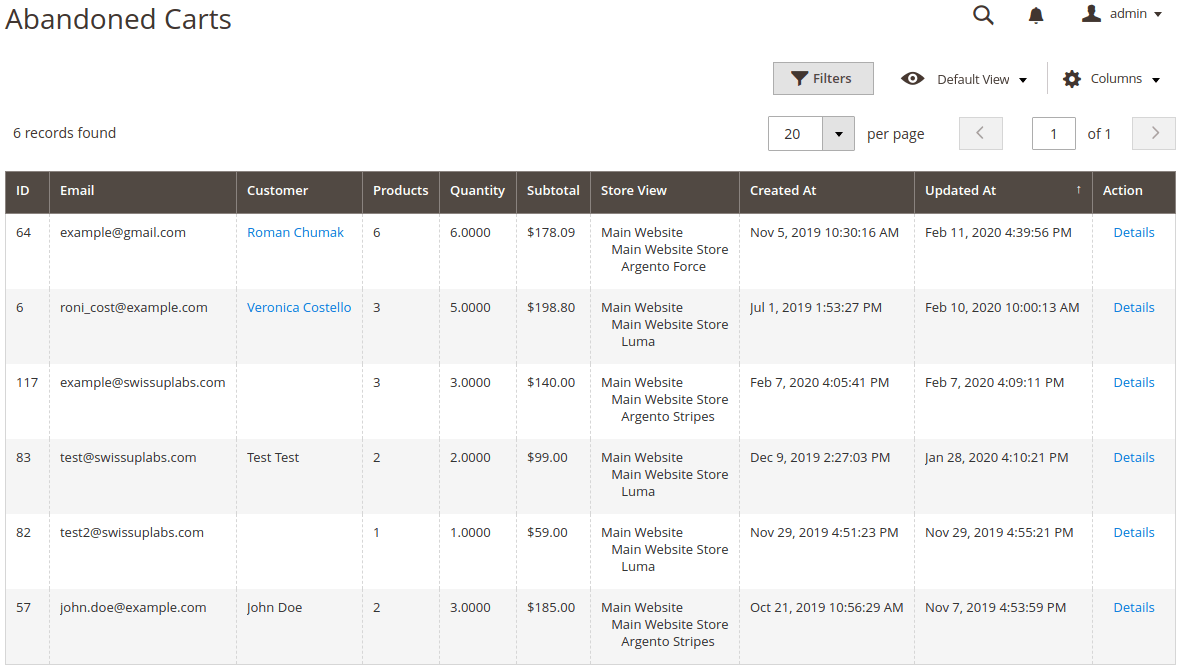 Abandoned Carts
admin
Filters
Default View
Columns
6 records found
20
per page
1
of 1
ID Email Customer Products Quantity Subtotal Store View Created At Updated At ↑ Action
64 example@gmail.com Roman Chumak 6 6.0000 $178.09 Main Website Nov 5, 2019 10:30:16 AM Feb 11, 2020 4:39:56 PM Details
Main Website Store
Argento Force
6 roni_cost@example.com Veronica Costello 3 5.0000 $198.80 Main Website Jul 1, 2019 1:53:27 PM Feb 10, 2020 10:00:13 AM Details
Main Website Store
Luma
117 example@swissuplabs.com 3 3.0000 $140.00 Main Website Feb 7, 2020 4:05:41 PM Feb 7, 2020 4:09:11 PM Details
Main Website Store
Argento Stripes
83 test@swissuplabs.com Test Test 2 2.0000 $99.00 Main Website Dec 9, 2019 2:27:03 PM Jan 28, 2020 4:10:21 PM Details
Main Website Store
Luma
82 test2@swissuplabs.com 1 1.0000 $59.00 Main Website Nov 29, 2019 4:51:23 PM Nov 29, 2019 4:55:21 PM Details
Main Website Store
Luma
57 john.doe@example.com John Doe 2 3.0000 $185.00 Main Website Oct 21, 2019 10:56:29 AM Nov 7, 2019 4:53:59 PM Details
Main Website Store
Argento Stripes